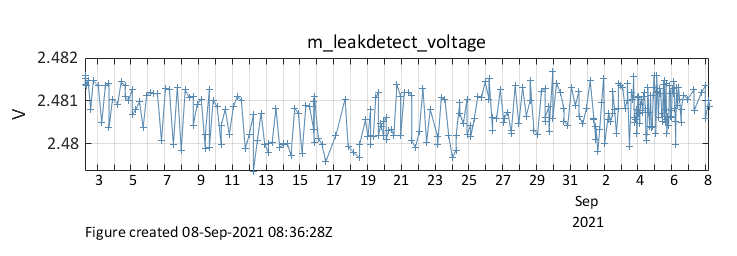 m_leakdetect_voltage
2.482
2.481
2.48
V
3 5 7 9 11 13 15 17 19 21 23 25 27 29 31 2 4 6 8
Sep
2021
Figure created 08-Sep-2021 08:36:28Z